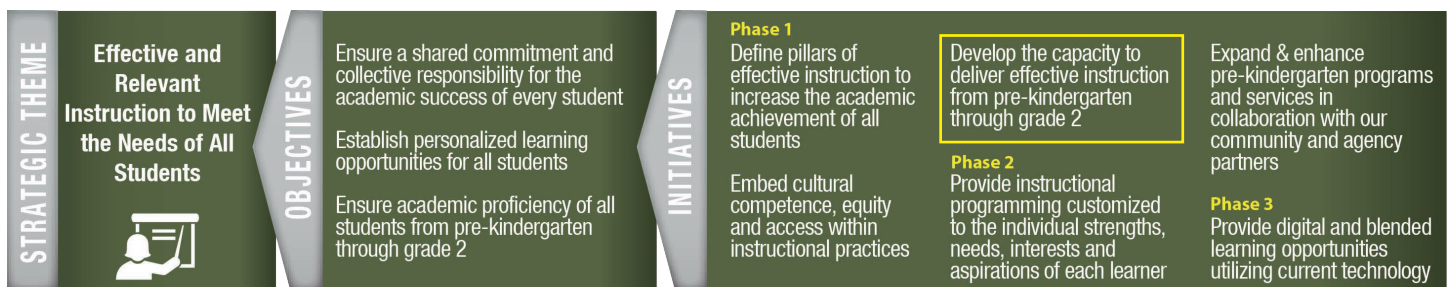 STRATEGIC THEME
Effective and
Relevant
Instruction to Meet
the Needs of All
Students
OBJECTIVES
Ensure a shared commitment and
collective responsibility for the
academic success of every student
Establish personalized learning
opportunities for all students
Ensure academic proficiency of all
students from pre-kindergarten
through grade 2
INITIATIVES
Phase 1
Define pillars of
effective instruction to
increase the academic
achievement of all
students
Embed cultural
competence, equity
and access within
instructional practices
Develop the capacity to
deliver effective instruction
from pre-kindergarten
through grade 2
Phase 2
Provide instructional
programming customized
to the individual strengths,
needs, interests and
aspirations of each learner
Expand & enhance
pre-kindergarten programs
and services in
collaboration with our
community and agency
partners
Phase 3
Provide digital and blended
learning opportunities
utilizing current technology